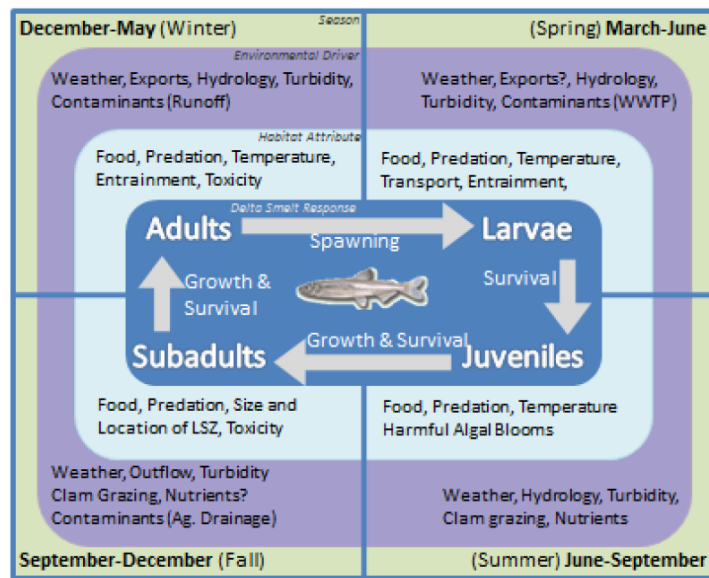 December-May (Winter)
Season
(Spring) March-June
Environmental Driver
Weather, Exports, Hydrology, Turbidity,
Contaminants (Runoff)
Weather, Exports?, Hydrology,
Turbidity, Contaminants (WWTP)
Habitat Attribute
Food, Predation, Temperature,
Entrainment, Toxicity
Food, Predation, Temperature,
Transport, Entrainment,
Delta Smelt Response
Adults
Spawning
Larvae
Growth &
Survival
Survival
Subadults
Growth & Survival
Juveniles
Food, Predation, Size and
Location of LSZ, Toxicity
Food, Predation, Temperature
Harmful Algal Blooms
Weather, Outflow, Turbidity
Clam Grazing, Nutrients?
Contaminants (Ag. Drainage)
Weather, Hydrology, Turbidity,
Clam grazing, Nutrients
September-December (Fall)
(Summer) June-September